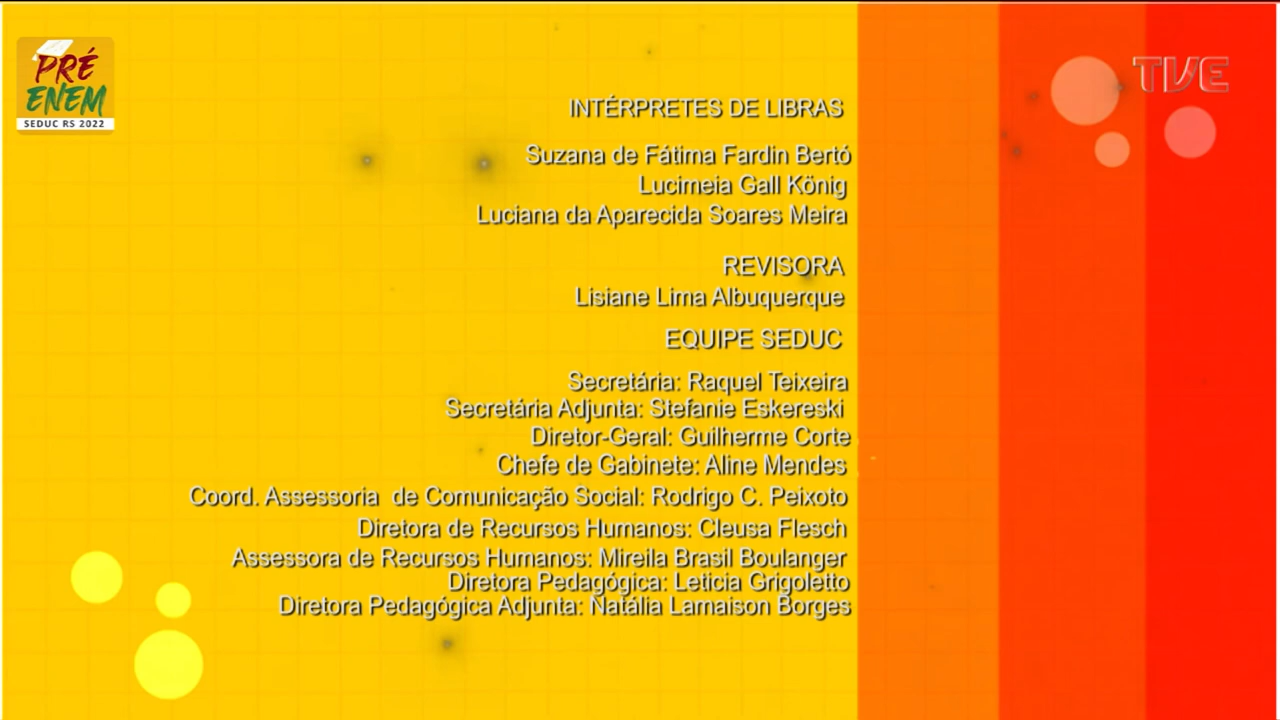 PRÉ
ENEM
SEDUC RS 2022
TVE
INTÉRPRETES DE LIBRAS
Suzana de Fátima Fardin Bertó
Lucimeia Gall König
Luciana da Aparecida Soares Meira
REVISORA
Lisiane Lima Albuquerque
EQUIPE SEDUC
Secretária: Raquel Teixeira
Secretária Adjunta: Stefanie Eskereski
Diretor-Geral: Guilherme Corte
Chefe de Gabinete: Aline Mendes
Coord. Assessoria de Comunicação Social: Rodrigo C. Peixoto
Diretora de Recursos Humanos: Cleusa Flesch
Assessora de Recursos Humanos: Mireila Brasil Boulanger
Diretora Pedagógica: Leticia Grigoletto
Diretora Pedagógica Adjunta: Natália Lamaison Borges